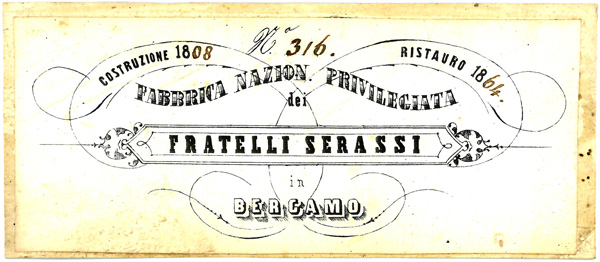 COSTRUZIONE 1808
N.º 316.
RISTAURO 1864.
FABBRICA NAZION. PRIVILEGIATA
dei
FRATELLI SERASSI
in
BERGAMO